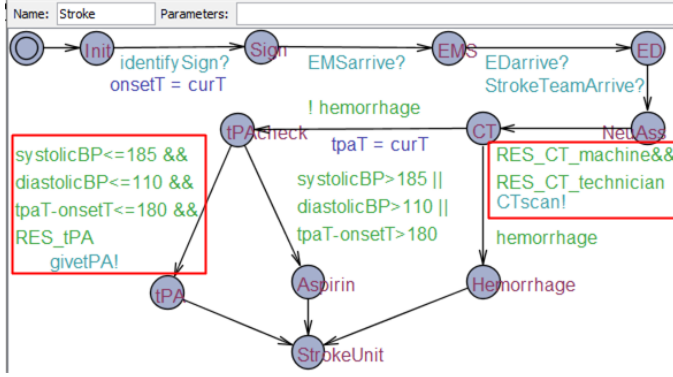 Name: Stroke Parameters:
Init
Sign
EMS
ED
identifySign?
EMSarrive?
EDarrive?
onsetT = curT
StrokeTeamArrive?
! hemorrhage
tPAcheck
CT
NeuAss
tpaT = curT
systolicBP<=185 &&
diastolicBP<=110 &&
tpaT-onsetT<=180 &&
RES_tPA
givetPA!
systolicBP>185 ||
diastolicBP>110 ||
tpaT-onsetT>180
RES_CT_machine&&
RES_CT_technician
CTscan!
hemorrhage
tPA
Aspirin
Hemorrhage
StrokeUnit